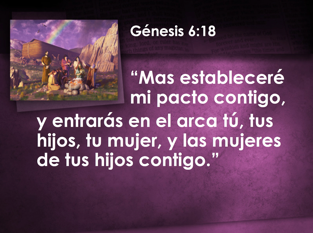 Génesis 6:18
“Mas estableceré
mi pacto contigo,
y entrarás en el arca tú, tus
hijos, tu mujer, y las mujeres
de tus hijos contigo.”